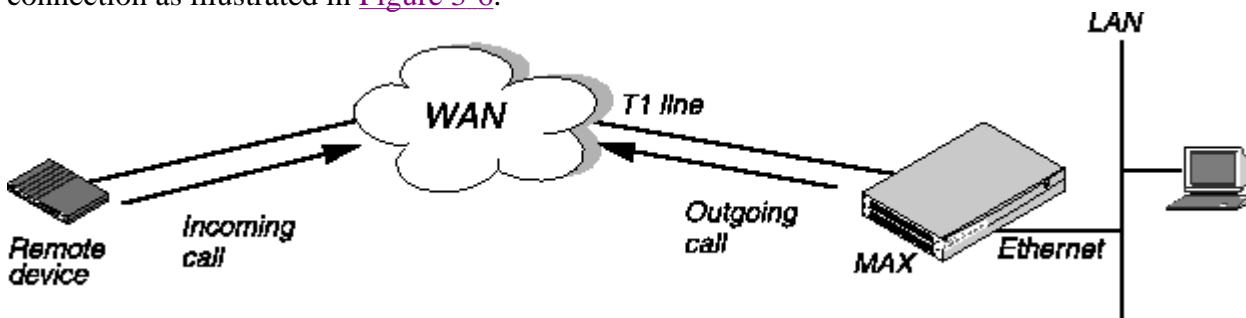 connection as illustrated in Figure 3-6.
LAN
WAN
T1 line
Incoming
call
Outgoing
call
Remote
device
MAX
Ethernet